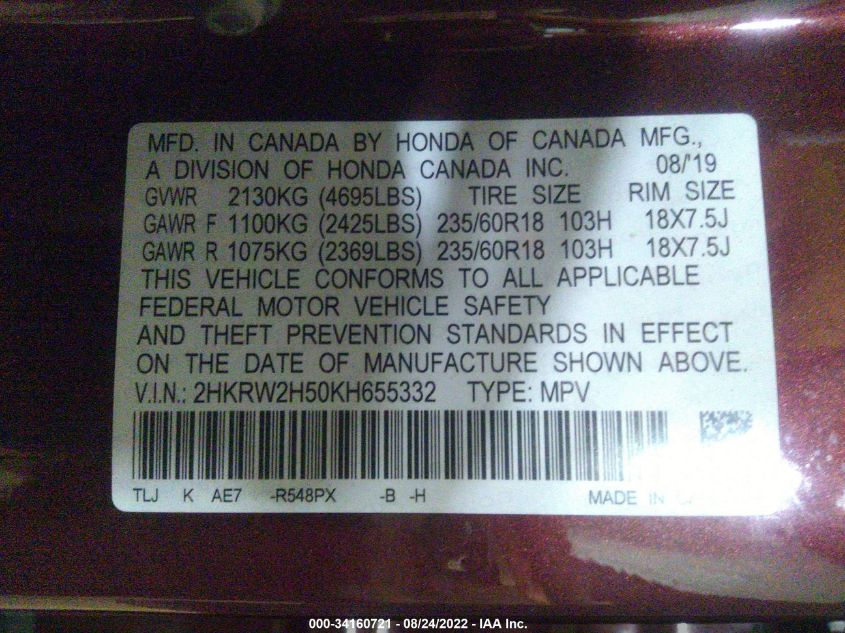 MFD. IN CANADA BY HONDA OF CANADA MFG.,
A DIVISION OF HONDA CANADA INC. 08/'19
GVWR 2130KG (4695LBS) TIRE SIZE RIM SIZE
GAWR F 1100KG (2425LBS) 235/60R18 103H 18X7.5J
GAWR R 1075KG (2369LBS) 235/60R18 103H 18X7.5J
THIS VEHICLE CONFORMS TO ALL APPLICABLE
FEDERAL MOTOR VEHICLE SAFETY
AND THEFT PREVENTION STANDARDS IN EFFECT
ON THE DATE OF MANUFACTURE SHOWN ABOVE.
V.I.N.: 2HKRW2H50KH655332 TYPE: MPV
TLJ K AE7 -R548PX -B -H MADE IN
000-34160721 - 08/24/2022 - IAA Inc.